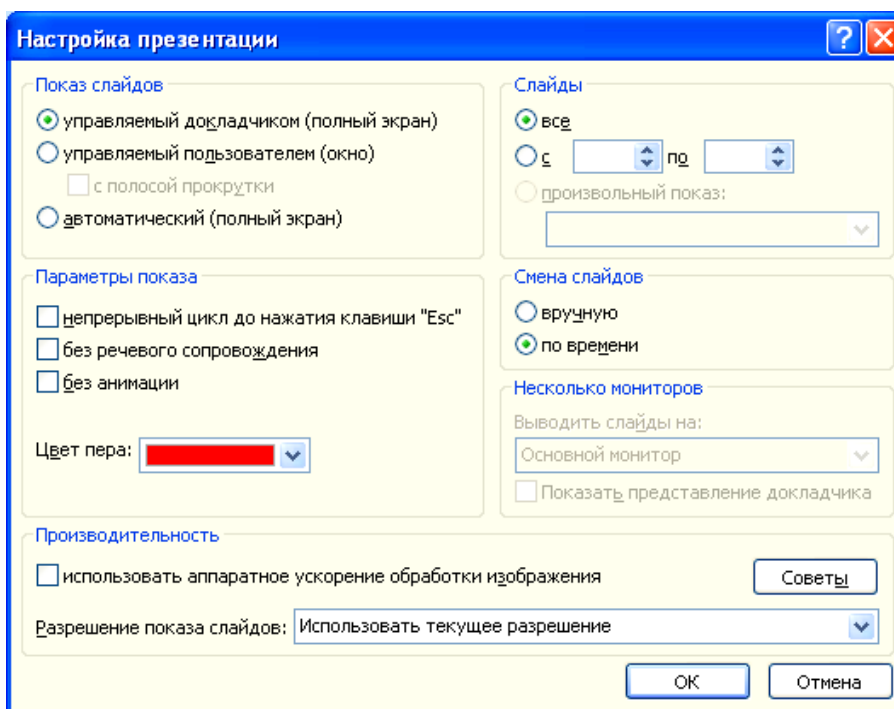 Настройка презентации
Показ слайдов
управляемый докладчиком (полный экран)
управляемый пользователем (окно)
с полосой прокрутки
автоматический (полный экран)
Слайды
все
с по
произвольный показ:
Параметры показа
непрерывный цикл до нажатия клавиши "Esc"
без речевого сопровождения
без анимации
Цвет пера:
Смена слайдов
вручную
по времени
Несколько мониторов
Выводить слайды на:
Основной монитор
Показать представление докладчика
Производительность
использовать аппаратное ускорение обработки изображения
Советы
Разрешение показа слайдов: Использовать текущее разрешение
ОК Отмена